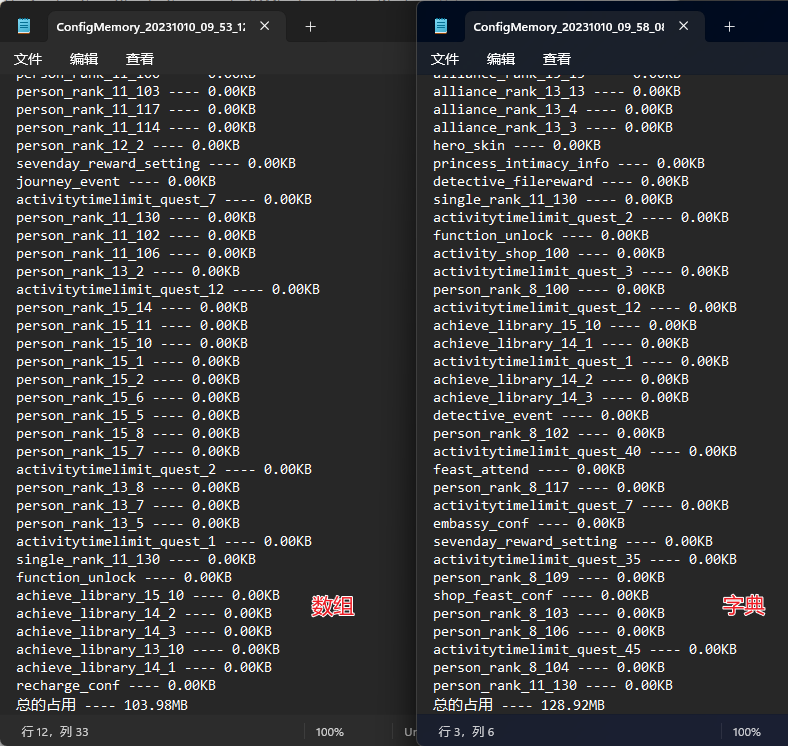 ConfigMemory_20231010_09_53_12
文件 编辑 查看
person_rank_11_100 ---- 0.00KB
person_rank_11_103 ---- 0.00KB
person_rank_11_117 ---- 0.00KB
person_rank_11_114 ---- 0.00KB
person_rank_12_2 ---- 0.00KB
sevenday_reward_setting ---- 0.00KB
journey_event ---- 0.00KB
activitytimelimit_quest_7 ---- 0.00KB
person_rank_11_130 ---- 0.00KB
person_rank_11_102 ---- 0.00KB
person_rank_11_106 ---- 0.00KB
person_rank_13_2 ---- 0.00KB
activitytimelimit_quest_12 ---- 0.00KB
person_rank_15_14 ---- 0.00KB
person_rank_15_11 ---- 0.00KB
person_rank_15_10 ---- 0.00KB
person_rank_15_1 ---- 0.00KB
person_rank_15_2 ---- 0.00KB
person_rank_15_6 ---- 0.00KB
person_rank_15_5 ---- 0.00KB
person_rank_15_8 ---- 0.00KB
person_rank_15_7 ---- 0.00KB
activitytimelimit_quest_2 ---- 0.00KB
person_rank_13_8 ---- 0.00KB
person_rank_13_7 ---- 0.00KB
person_rank_13_5 ---- 0.00KB
activitytimelimit_quest_1 ---- 0.00KB
single_rank_11_130 ---- 0.00KB
function_unlock ---- 0.00KB
achieve_library_15_10 ---- 0.00KB
achieve_library_14_2 ---- 0.00KB
achieve_library_14_3 ---- 0.00KB
achieve_library_13_10 ---- 0.00KB
achieve_library_14_1 ---- 0.00KB
recharge_conf ---- 0.00KB
总的占用 ---- 103.98MB
数组
行 12，列 33
100%
ConfigMemory_20231010_09_58_08
文件 编辑 查看
alliance_rank_13_13 ---- 0.00KB
alliance_rank_13_4 ---- 0.00KB
alliance_rank_13_3 ---- 0.00KB
hero_skin ---- 0.00KB
princess_intimacy_info ---- 0.00KB
detective_filereward ---- 0.00KB
single_rank_11_130 ---- 0.00KB
activitytimelimit_quest_2 ---- 0.00KB
function_unlock ---- 0.00KB
activity_shop_100 ---- 0.00KB
activitytimelimit_quest_3 ---- 0.00KB
person_rank_8_100 ---- 0.00KB
activitytimelimit_quest_12 ---- 0.00KB
achieve_library_15_10 ---- 0.00KB
achieve_library_14_1 ---- 0.00KB
activitytimelimit_quest_1 ---- 0.00KB
achieve_library_14_2 ---- 0.00KB
achieve_library_14_3 ---- 0.00KB
detective_event ---- 0.00KB
person_rank_8_102 ---- 0.00KB
activitytimelimit_quest_40 ---- 0.00KB
feast_attend ---- 0.00KB
person_rank_8_117 ---- 0.00KB
activitytimelimit_quest_7 ---- 0.00KB
embassy_conf ---- 0.00KB
sevenday_reward_setting ---- 0.00KB
activitytimelimit_quest_35 ---- 0.00KB
person_rank_8_109 ---- 0.00KB
shop_feast_conf ---- 0.00KB
person_rank_8_103 ---- 0.00KB
person_rank_8_106 ---- 0.00KB
activitytimelimit_quest_45 ---- 0.00KB
person_rank_8_104 ---- 0.00KB
person_rank_11_130 ---- 0.00KB
总的占用 ---- 128.92MB
字典
行 3，列 6
100%